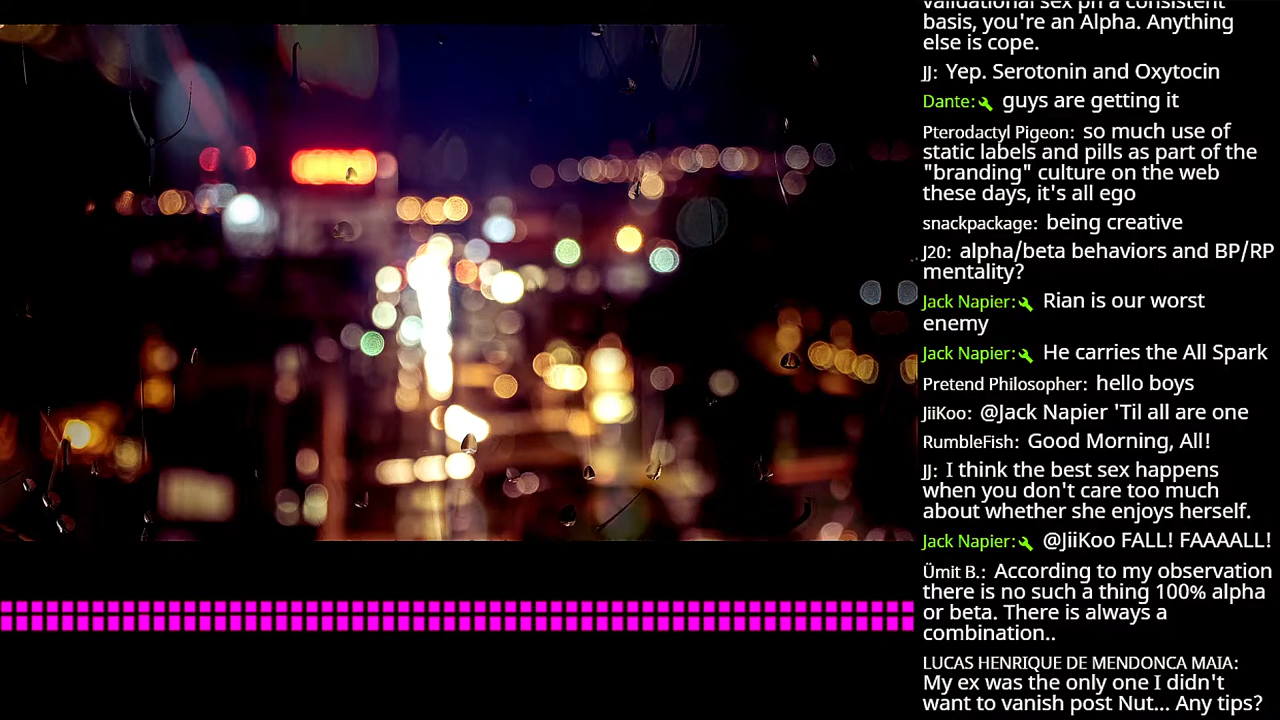 validational sex pn a consistent
basis, you're an Alpha. Anything
else is cope.
JJ: Yep. Serotonin and Oxytocin
Dante: guys are getting it
Pterodactyl Pigeon: so much use of
static labels and pills as part of the
"branding" culture on the web
these days, it's all ego
snackpackage: being creative
J20: alpha/beta behaviors and BP/RP
mentality?
Jack Napier: Rian is our worst
enemy
Jack Napier: He carries the All Spark
Pretend Philosopher: hello boys
JiiKoo: @Jack Napier 'Til all are one
RumbleFish: Good Morning, All!
JJ: I think the best sex happens
when you don't care too much
about whether she enjoys herself.
Jack Napier: @JiiKoo FALL! FAAAALL!
Ümit B.: According to my observation
there is no such a thing 100% alpha
or beta. There is always a
combination..
LUCAS HENRIQUE DE MENDONCA MAIA:
My ex was the only one I didn't
want to vanish post Nut... Any tips?